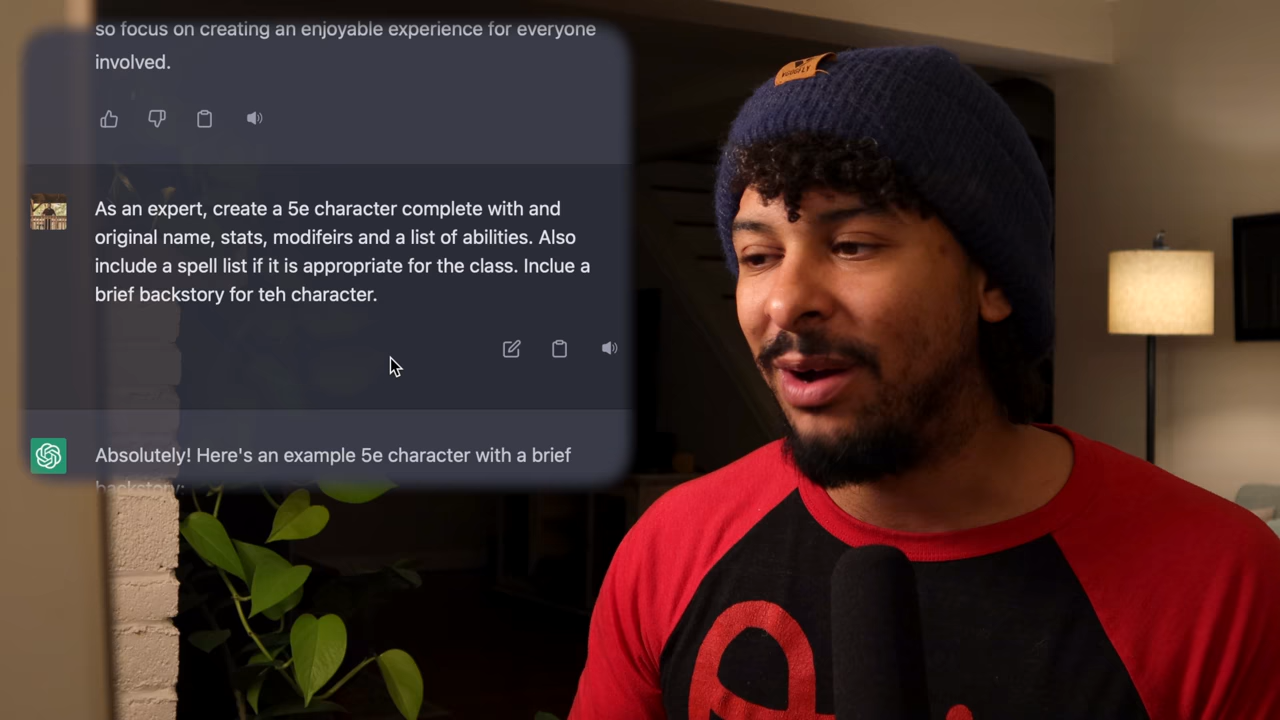 so focus on creating an enjoyable experience for everyone
involved.
As an expert, create a 5e character complete with and
original name, stats, modifeirs and a list of abilities. Also
include a spell list if it is appropriate for the class. Inclue a
brief backstory for teh character.
Absolutely! Here's an example 5e character with a brief
backstory: